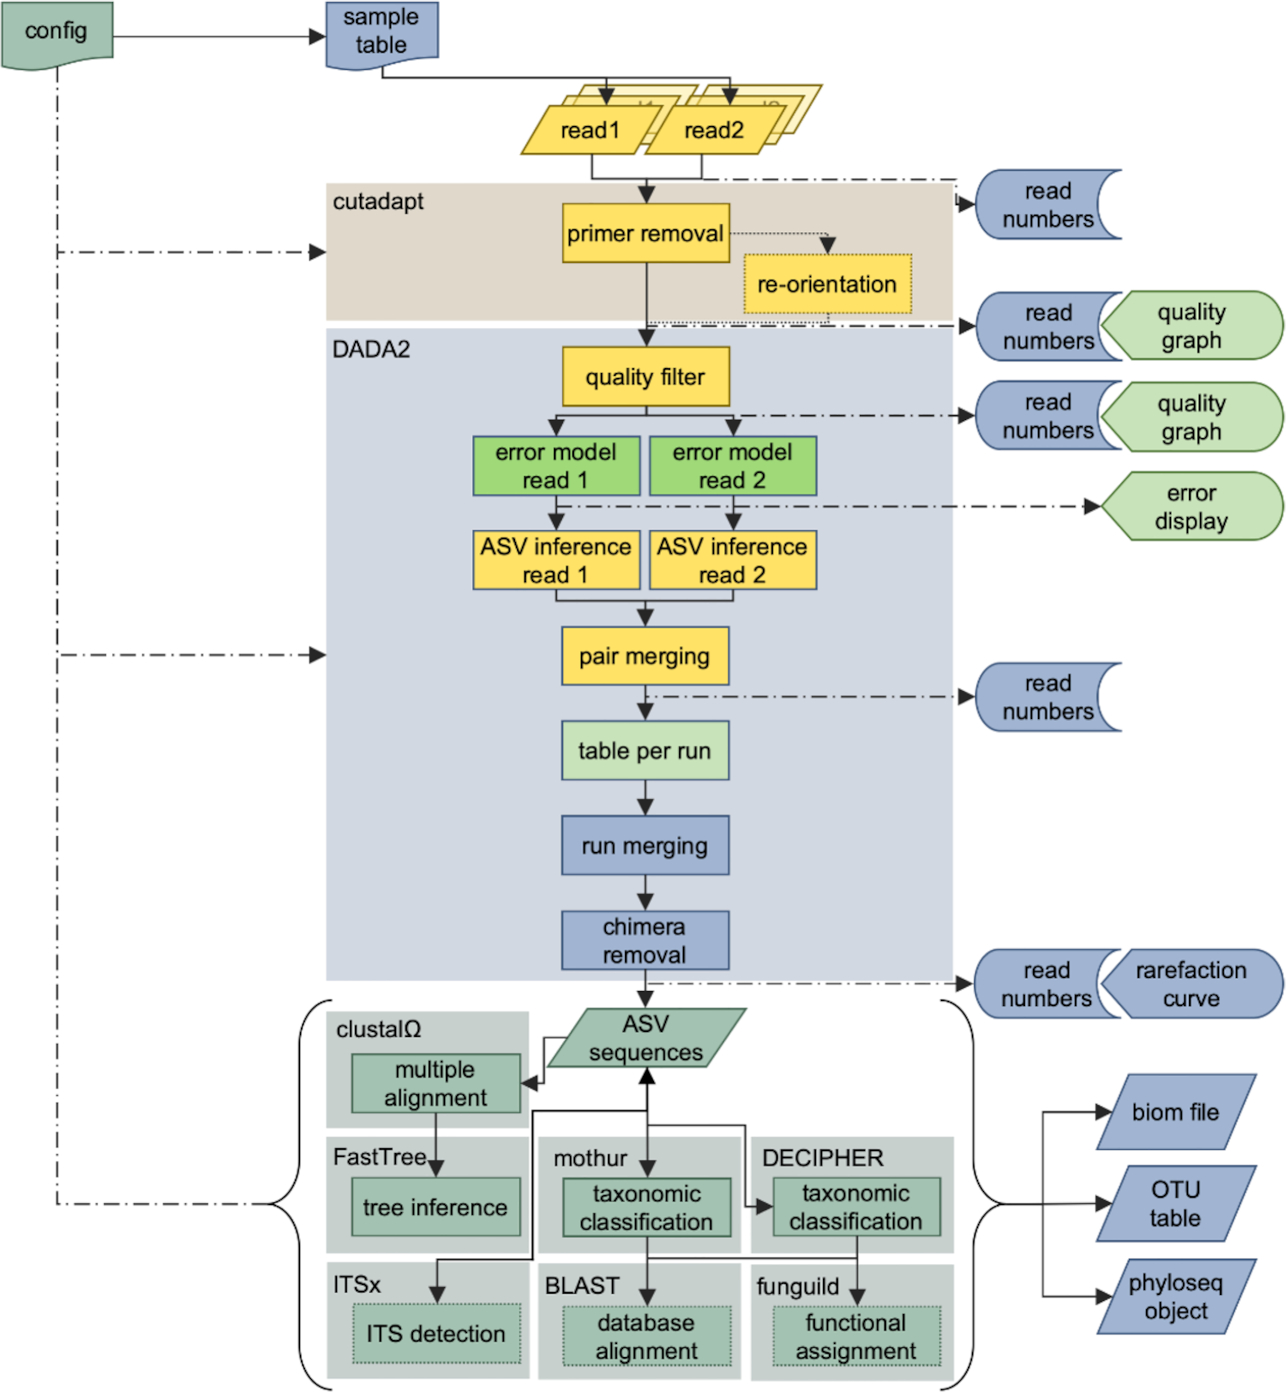 config
sample
table
read1
read2
cutadapt
read
numbers
primer removal
re-orientation
read
numbers
quality
graph
DADA2
quality filter
read
numbers
quality
graph
error model
read 1
error model
read 2
error
display
ASV inference
read 1
ASV inference
read 2
pair merging
read
numbers
table per run
run merging
chimera
removal
read
numbers
rarefaction
curve
ASV
sequences
clustalΩ
multiple
alignment
biom file
FastTree
mothur
DECIPHER
tree inference
taxonomic
classification
taxonomic
classification
OTU
table
ITSx
BLAST
funguild
phyloseq
object
ITS detection
database
alignment
functional
assignment